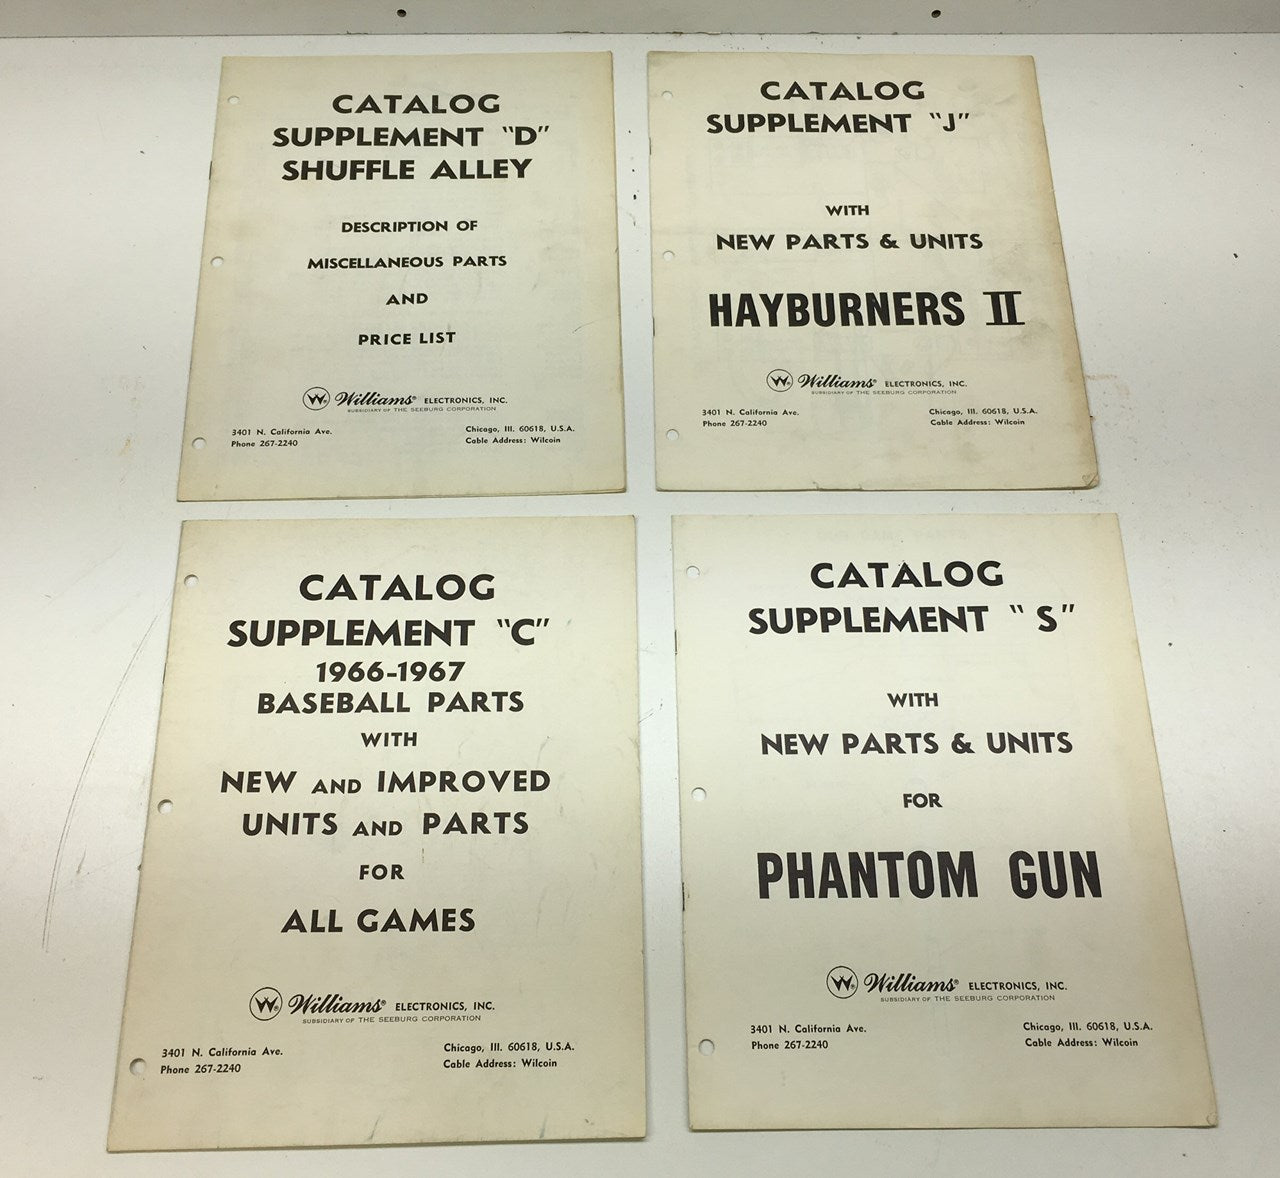 CATALOG
SUPPLEMENT "D"
SHUFFLE ALLEY
DESCRIPTION OF
MISCELLANEOUS PARTS
AND
PRICE LIST
W® Williams® ELECTRONICS, INC.
SUBSIDIARY OF THE SEEBURG CORPORATION
3401 N. California Ave. Chicago, Ill. 60618, U.S.A.
Phone 267-2240 Cable Address: Wilcoin
CATALOG
SUPPLEMENT "J"
WITH
NEW PARTS & UNITS
HAYBURNERS II
W® Williams® ELECTRONICS, INC.
SUBSIDIARY OF THE SEEBURG CORPORATION
3401 N. California Ave. Chicago, Ill. 60618, U.S.A.
Phone 267-2240 Cable Address: Wilcoin
CATALOG
SUPPLEMENT "C"
1966-1967
BASEBALL PARTS
WITH
NEW AND IMPROVED
UNITS AND PARTS
FOR
ALL GAMES
W® Williams® ELECTRONICS, INC.
SUBSIDIARY OF THE SEEBURG CORPORATION
3401 N. California Ave. Chicago, Ill. 60618, U.S.A.
Phone 267-2240 Cable Address: Wilcoin
CATALOG
SUPPLEMENT "S"
WITH
NEW PARTS & UNITS
FOR
PHANTOM GUN
W® Williams® ELECTRONICS, INC.
SUBSIDIARY OF THE SEEBURG CORPORATION
3401 N. California Ave. Chicago, Ill. 60618, U.S.A.
Phone 267-2240 Cable Address: Wilcoin